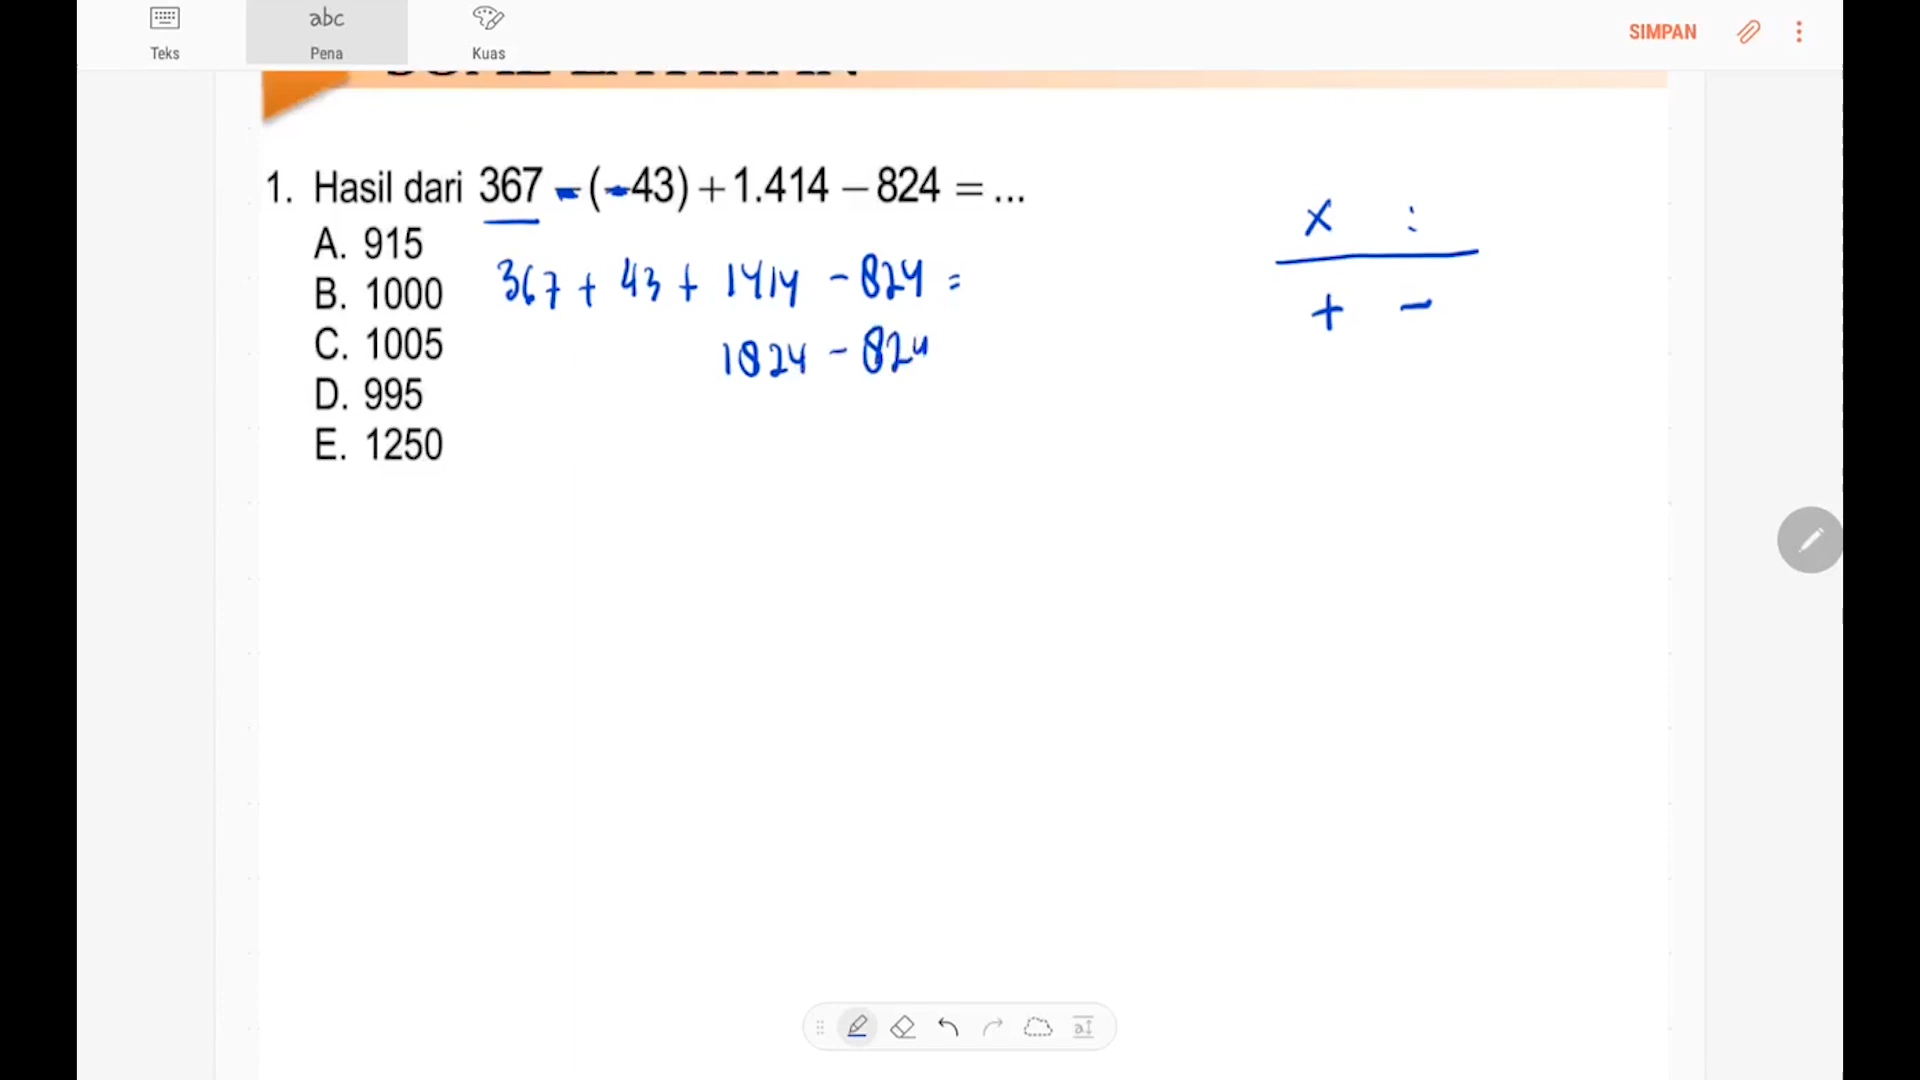 Teks
abc
Pena
Kuas
SIMPAN
1. Hasil dari 367 - (-43) + 1.414 - 824 = ...
A. 915
B. 1000
C. 1005
D. 995
E. 1250
367 + 43 + 1414 - 824 =
1824 - 824
x :
+ -